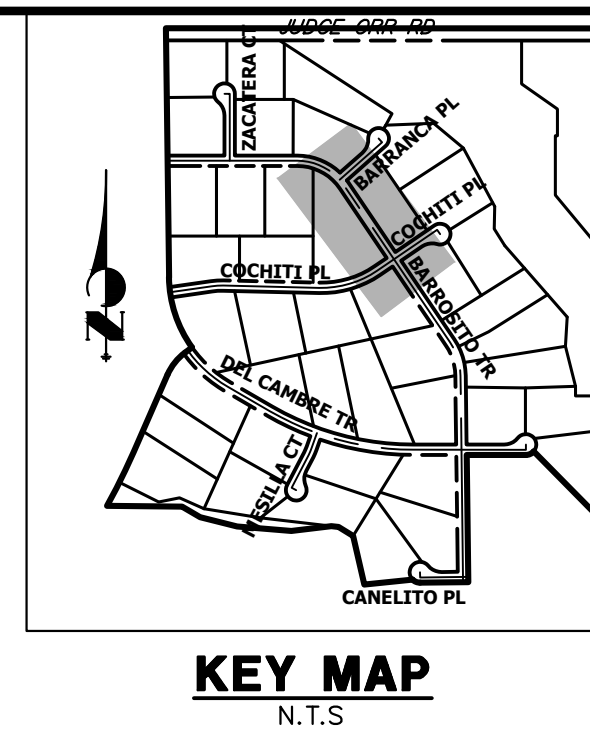 JUDGE ORR RD
ZACATERA CT
BARRANCA PL
COCHITI PL
COCHITI PL
BARROSITO TR
DEL CAMBRE TR
MESILLA CT
CANELITO PL
N
KEY MAP
N.T.S